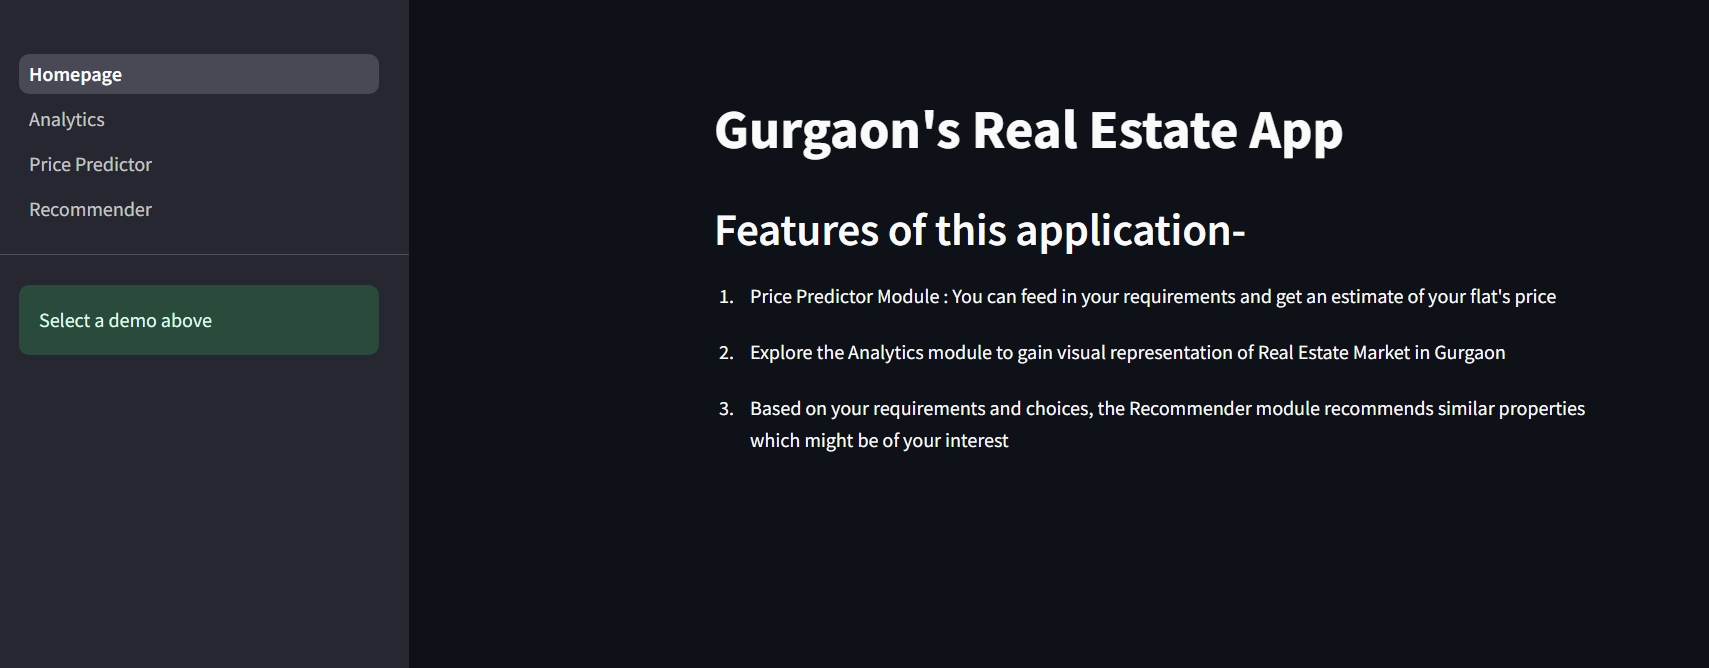 Homepage
Analytics
Price Predictor
Recommender
Select a demo above
Gurgaon's Real Estate App
Features of this application-
1. Price Predictor Module : You can feed in your requirements and get an estimate of your flat's price
2. Explore the Analytics module to gain visual representation of Real Estate Market in Gurgaon
3. Based on your requirements and choices, the Recommender module recommends similar properties
which might be of your interest